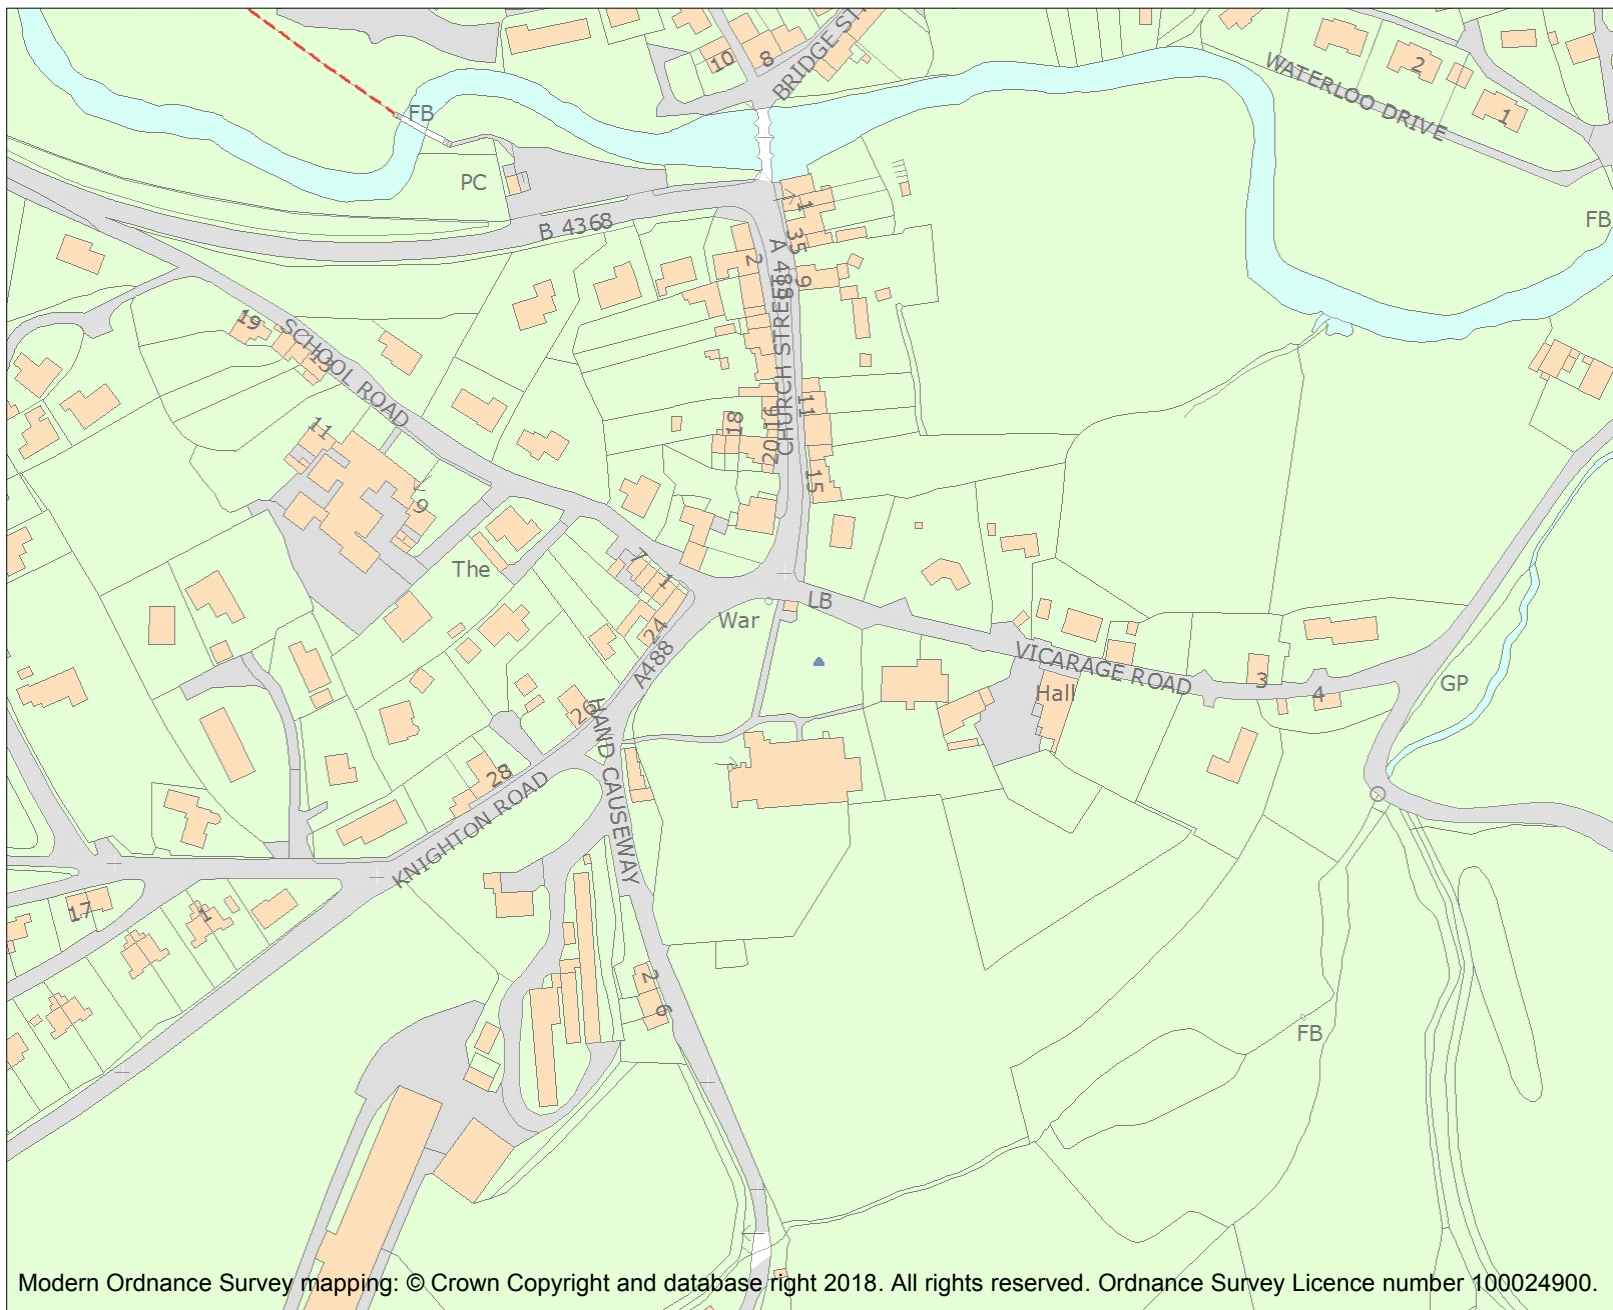 10
8
BRIDGE ST
WATERLOO DRIVE
2
1
FB
PC
B 4368
FB
1
35
A 488
2
9
CHURCH STREET
19
SCHOOL ROAD
13
11
16
11
18
20
15
9
The
7
1
LB
War
24
A488
VICARAGE ROAD
Hall
3
4
GP
26
HAND CAUSEWAY
28
KNIGHTON ROAD
17
1
2
6
FB
Modern Ordnance Survey mapping: © Crown Copyright and database right 2018. All rights reserved. Ordnance Survey Licence number 100024900.